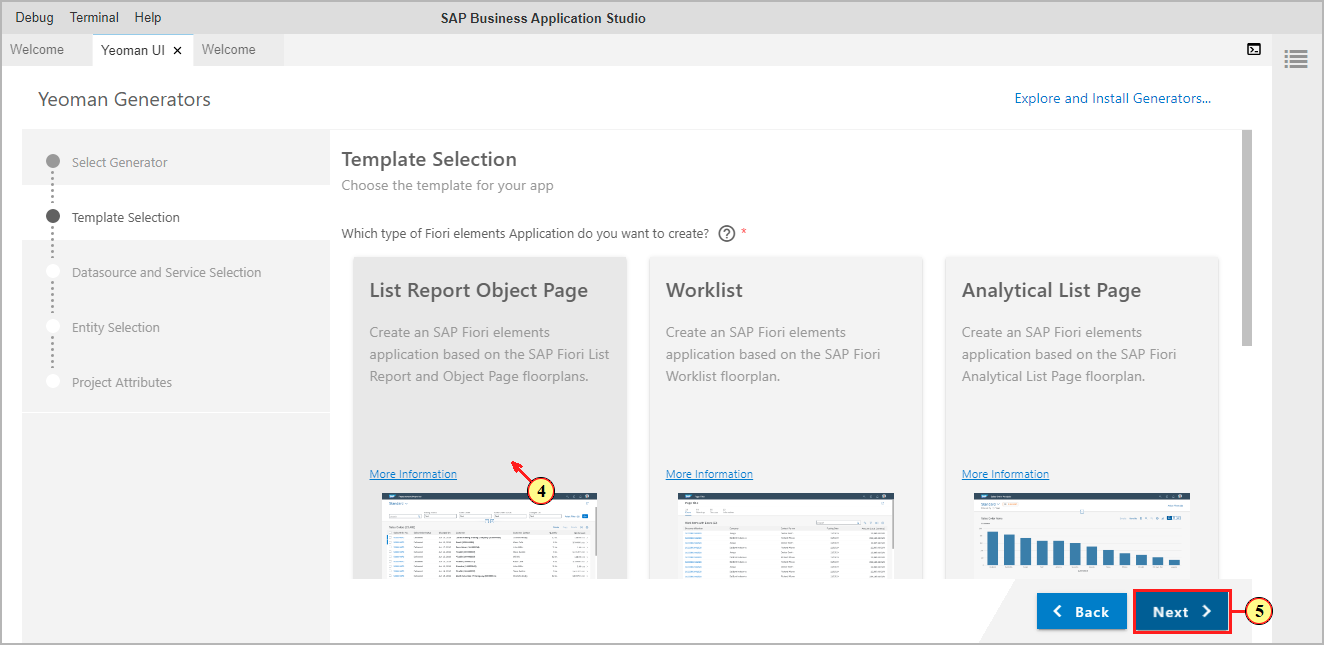 Debug Terminal Help SAP Business Application Studio
Welcome Yeoman UI Welcome
Yeoman Generators
Explore and Install Generators...
Select Generator
Template Selection
Datasource and Service Selection
Entity Selection
Project Attributes
Template Selection
Choose the template for your app
Which type of Fiori elements Application do you want to create? ? *
List Report Object Page
Create an SAP Fiori elements
application based on the SAP Fiori List
Report and Object Page floorplans.
More Information
4
Worklist
Create an SAP Fiori elements
application based on the SAP Fiori
Worklist floorplan.
More Information
Analytical List Page
Create an SAP Fiori elements
application based on the SAP Fiori
Analytical List Page floorplan.
More Information
Back
Next
5